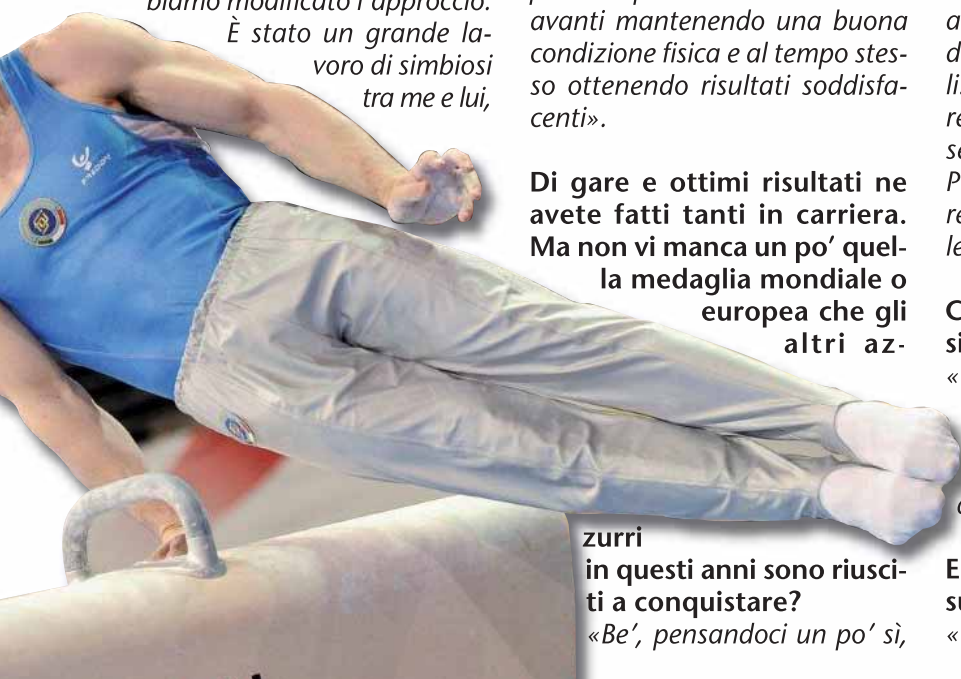 biamo modificato l'approccio.
È stato un grande la-
voro di simbiosi
tra me e lui,
avanti mantenendo una buona
condizione fisica e al tempo stes-
so ottenendo risultati soddisfa-
centi».
Di gare e ottimi risultati ne
avete fatti tanti in carriera.
Ma non vi manca un po' quel-
la medaglia mondiale o
europea che gli
altri az-
zurri
in questi anni sono riusci-
ti a conquistare?
«Be', pensandoci un po' sì,